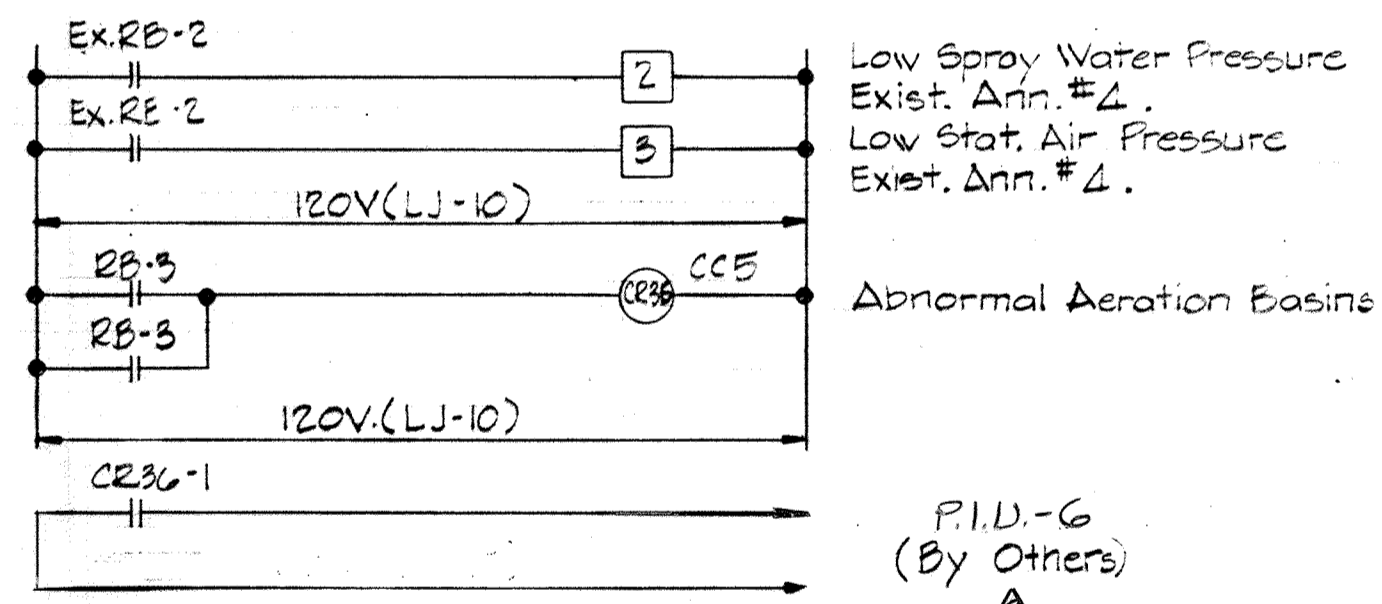 Ex.RB-2
2
Low Spray Water Pressure
Exist. Ann. #4.
Ex.RE-2
3
Low Stat. Air Pressure
Exist. Ann. #4.
120V(LJ-10)
RB-3
CR36
CC5
Abnormal Aeration Basins
RB-3
120V.(LJ-10)
CR36-1
P.I.U.-6
(By Others)